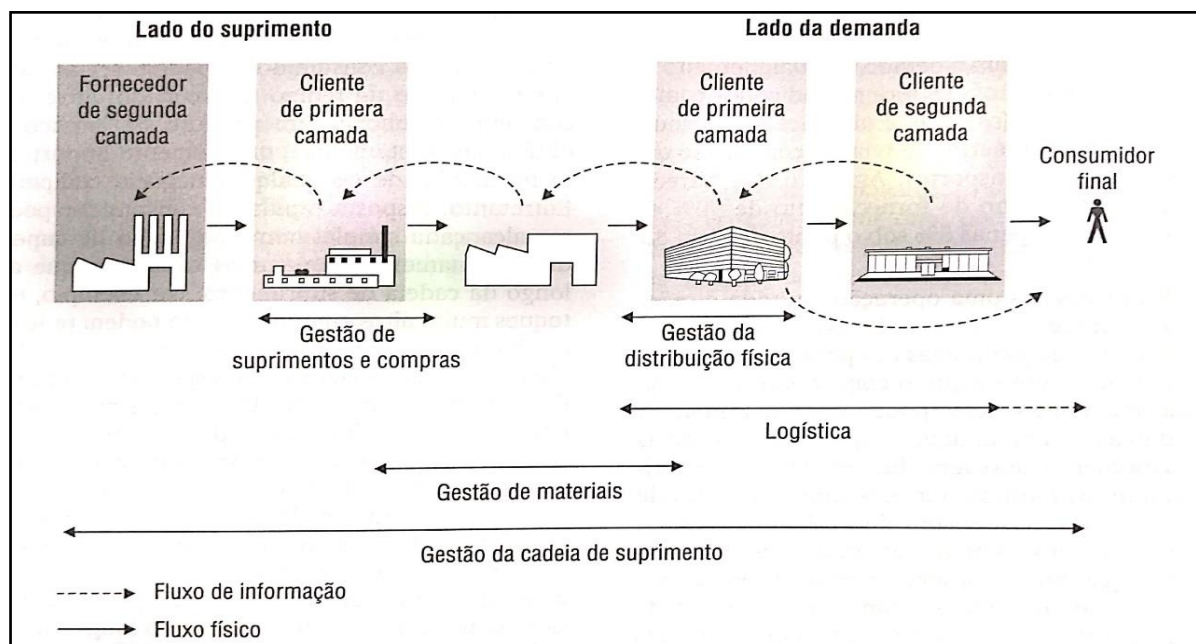 Lado do suprimento
Lado da demanda
Fornecedor
de segunda
camada
Cliente
de primera
camada
Cliente
de primeira
camada
Cliente
de segunda
camada
Consumidor
final
Gestão de
suprimentos e compras
Gestão da
distribuição física
Logística
Gestão de materiais
Gestão da cadeia de suprimento
Fluxo de informação
Fluxo físico